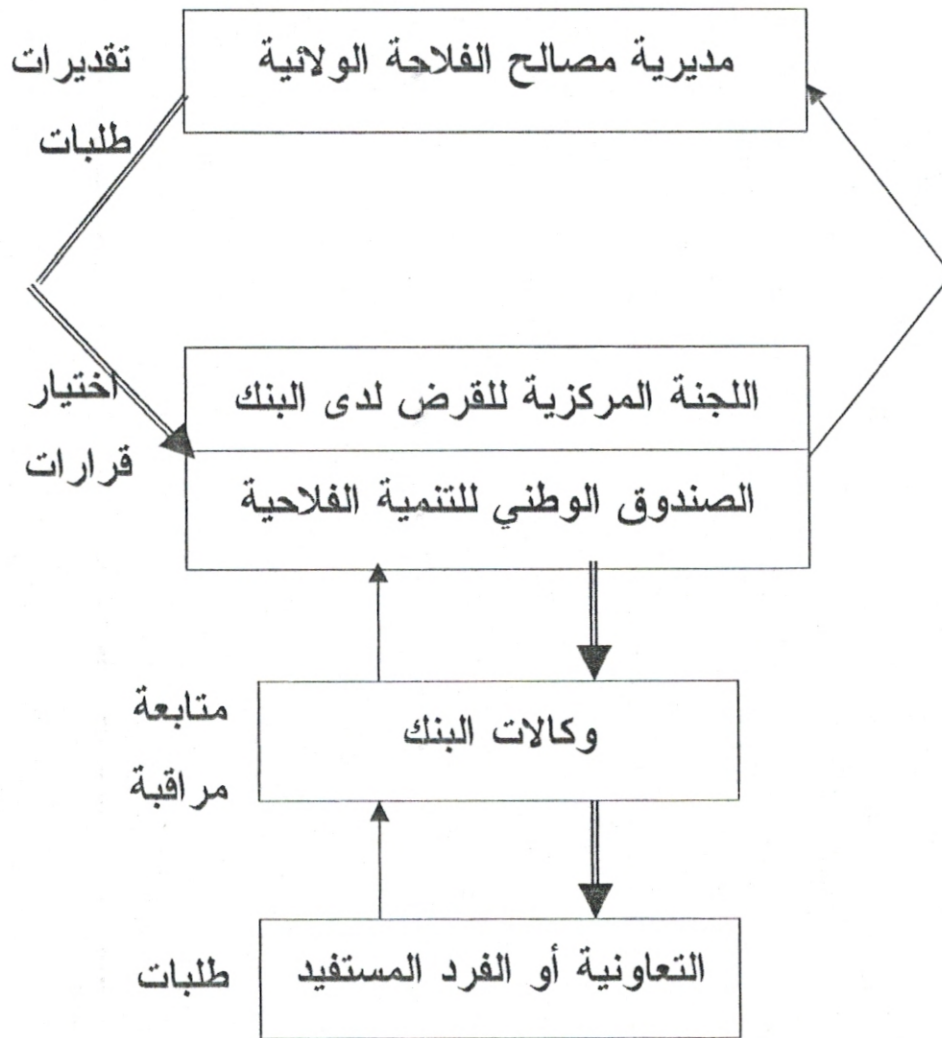 مديرية مصالح الفلاحة الولائية
تقديرات
طلبات
اللجنة المركزية للقرض لدى البنك
الصندوق الوطني للتنمية الفلاحية
اختيار
قرارات
وكالات البنك
متابعة
مراقبة
التعاونية أو الفرد المستفيد
طلبات